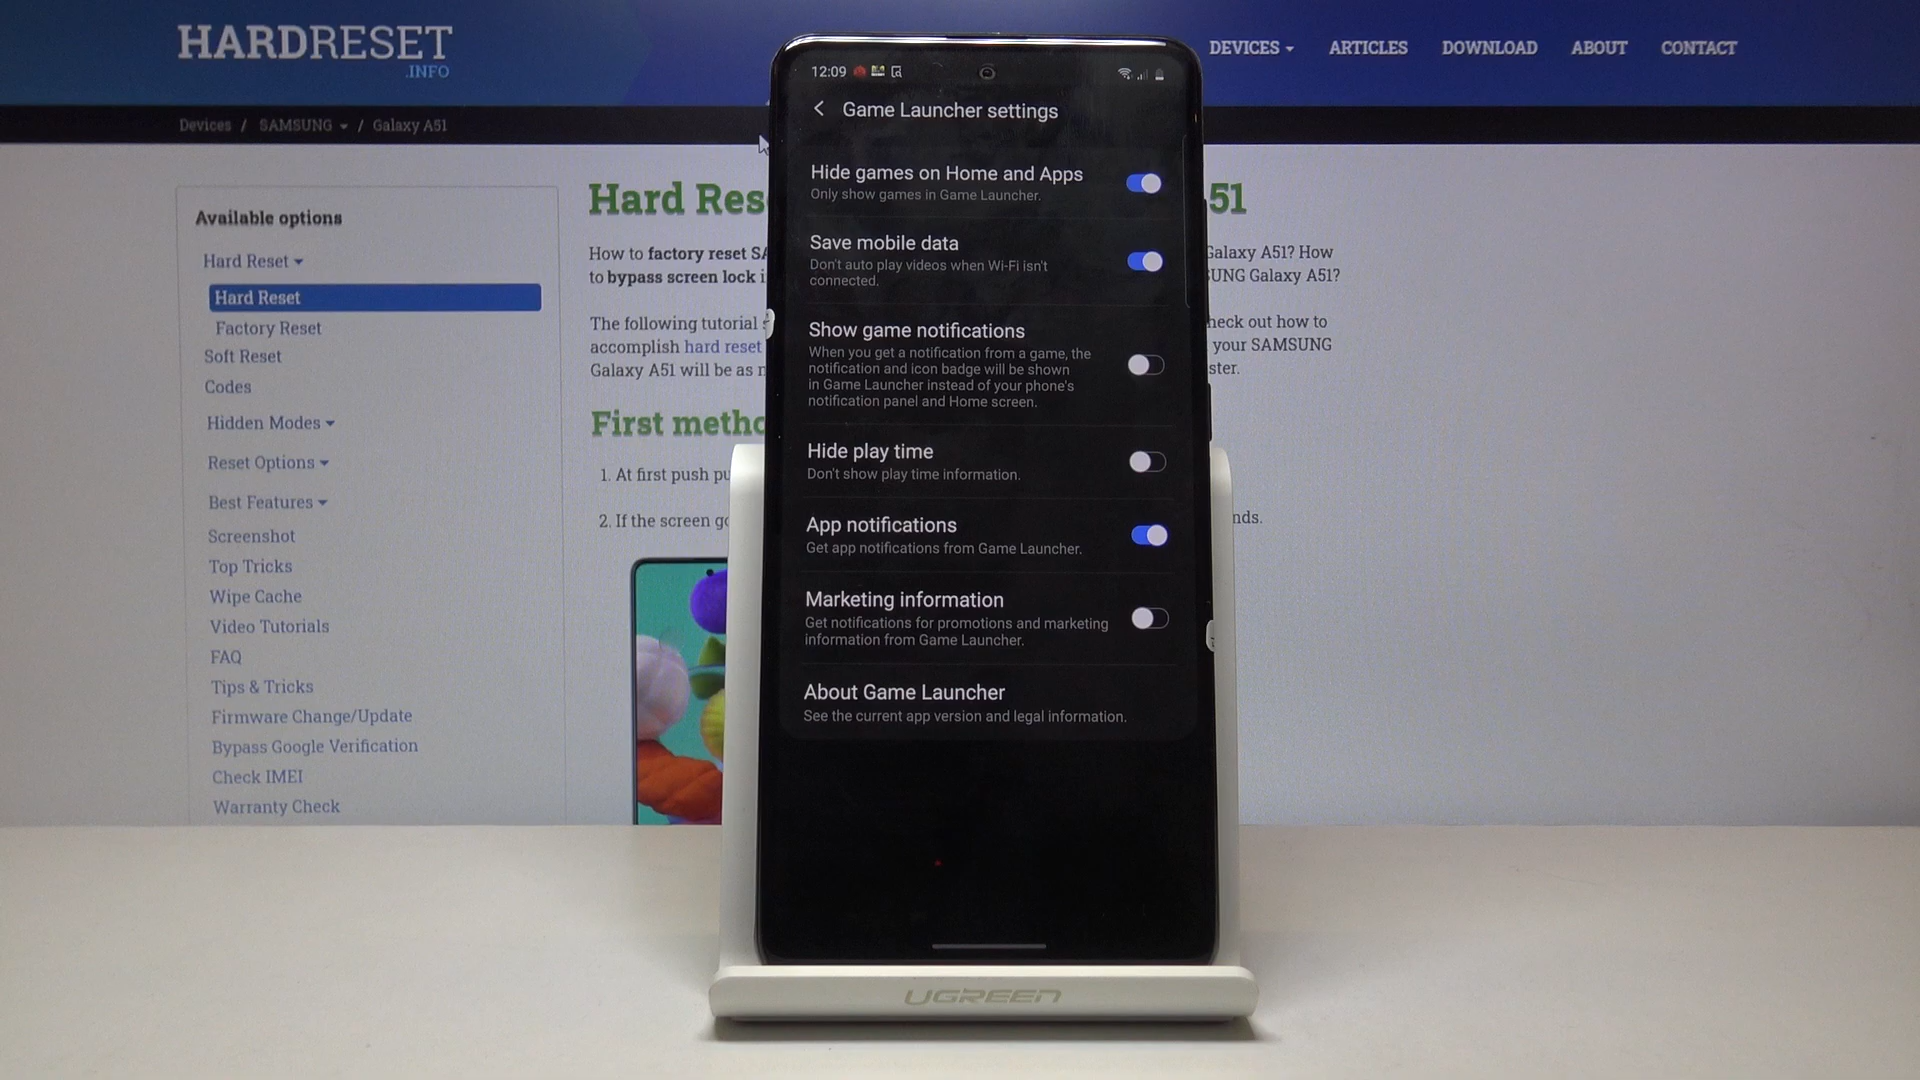 HARDRESET
.INFO
DEVICES
ARTICLES
DOWNLOAD
ABOUT
CONTACT
Devices / SAMSUNG / Galaxy A51
Available options
Hard Reset
Hard Reset
Factory Reset
Soft Reset
Codes
Hidden Modes
Reset Options
Best Features
Screenshot
Top Tricks
Wipe Cache
Video Tutorials
FAQ
Tips & Tricks
Firmware Change/Update
Bypass Google Verification
Check IMEI
Warranty Check
Hard Res
51
How to factory reset SA
Galaxy A51? How
to bypass screen lock i
UNG Galaxy A51?
The following tutorial
heck out how to
accomplish hard reset
your SAMSUNG
Galaxy A51 will be as
ster.
First metho
1. At first push pu
2. If the screen go
nds.
12:09
Game Launcher settings
Hide games on Home and Apps
Only show games in Game Launcher.
Save mobile data
Don't auto play videos when Wi-Fi isn't
connected.
Show game notifications
When you get a notification from a game, the
notification and icon badge will be shown
in Game Launcher instead of your phone's
notification panel and Home screen.
Hide play time
Don't show play time information.
App notifications
Get app notifications from Game Launcher.
Marketing information
Get notifications for promotions and marketing
information from Game Launcher.
About Game Launcher
See the current app version and legal information.
UGREEN